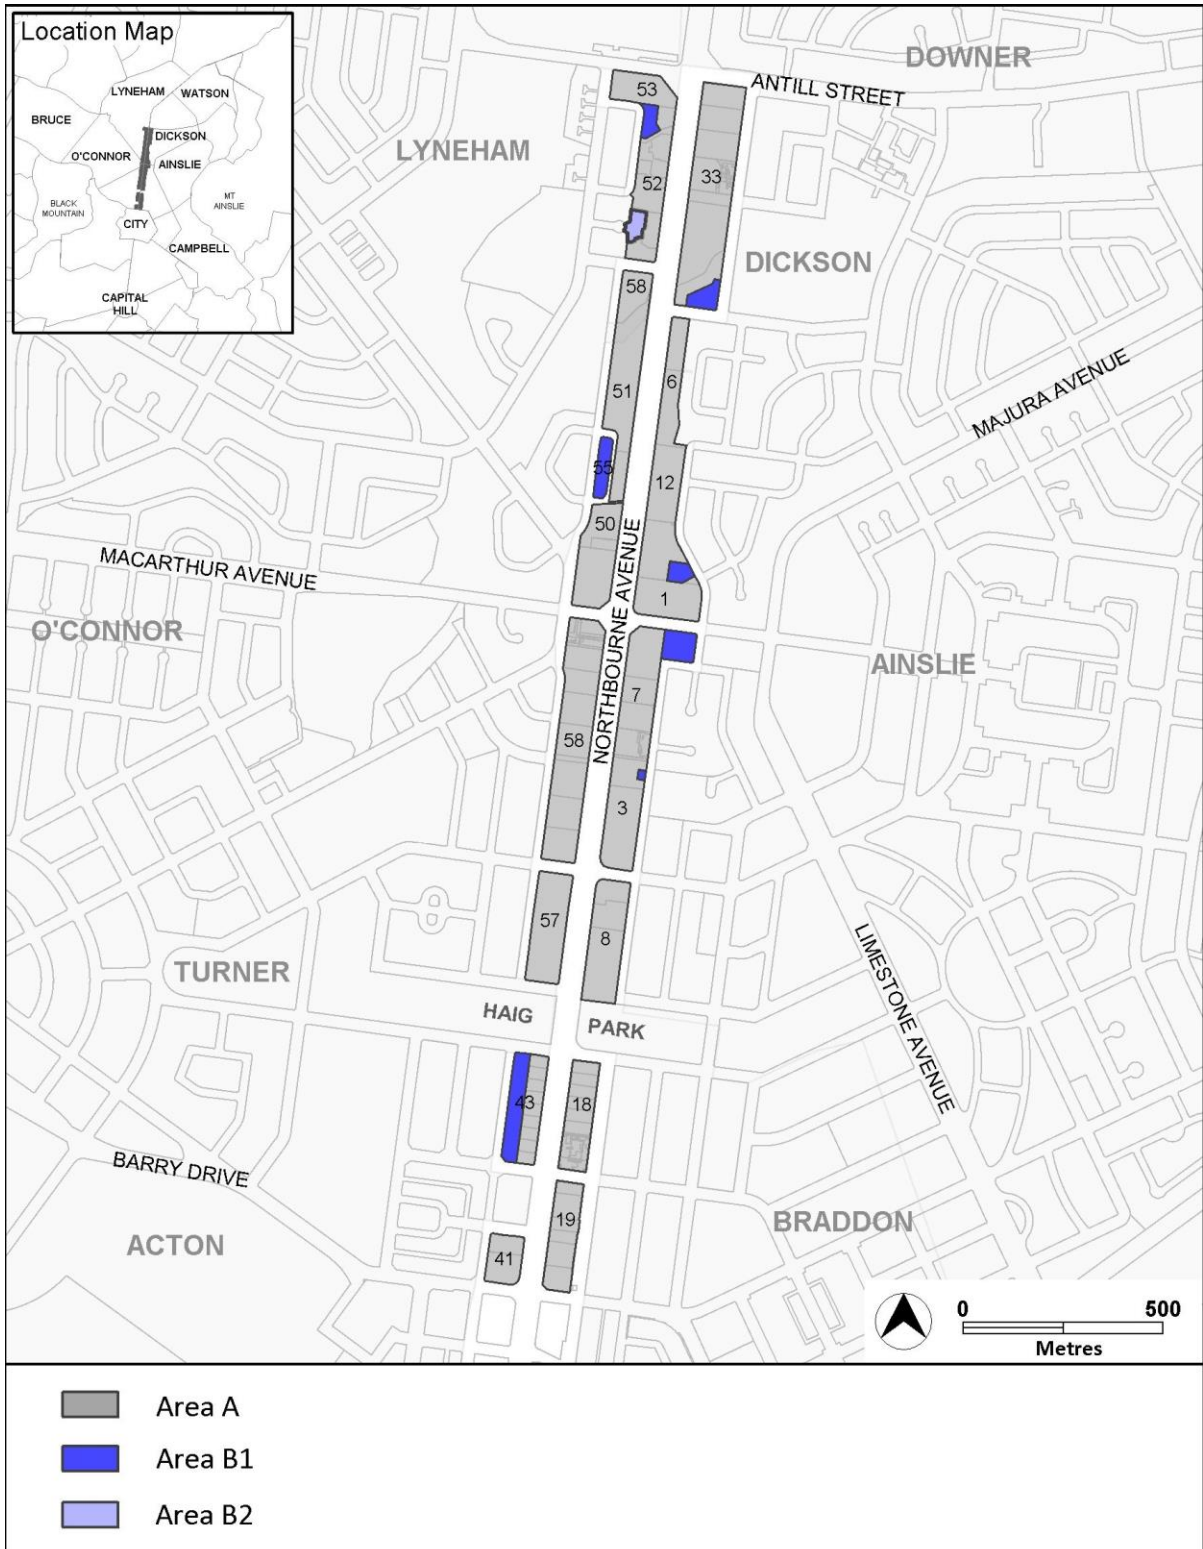 Location Map
LYNEHAM
WATSON
BRUCE
DICKSON
O'CONNOR
AINSLIE
BLACK
MOUNTAIN
MT
AINSLIE
CITY
CAMPBELL
CAPITAL
HILL
DOWNER
ANTILL STREET
53
LYNEHAM
33
52
DICKSON
58
51
6
MAJURA AVENUE
55
12
50
NORTHBOURNE AVENUE
MACARTHUR AVENUE
1
O'CONNOR
AINSLIE
7
58
3
57
8
LIMESTONE AVENUE
TURNER
HAIG
PARK
43
18
BARRY DRIVE
19
BRADDON
ACTON
41
0
500
Metres
Area A
Area B1
Area B2